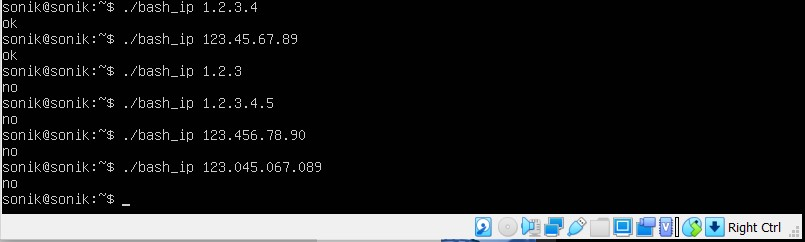 sonik@sonik:~$ ./bash_ip 1.2.3.4
ok
sonik@sonik:~$ ./bash_ip 123.45.67.89
ok
sonik@sonik:~$ ./bash_ip 1.2.3
no
sonik@sonik:~$ ./bash_ip 1.2.3.4.5
no
sonik@sonik:~$ ./bash_ip 123.456.78.90
no
sonik@sonik:~$ ./bash_ip 123.045.067.089
no
sonik@sonik:~$ _
Right Ctrl